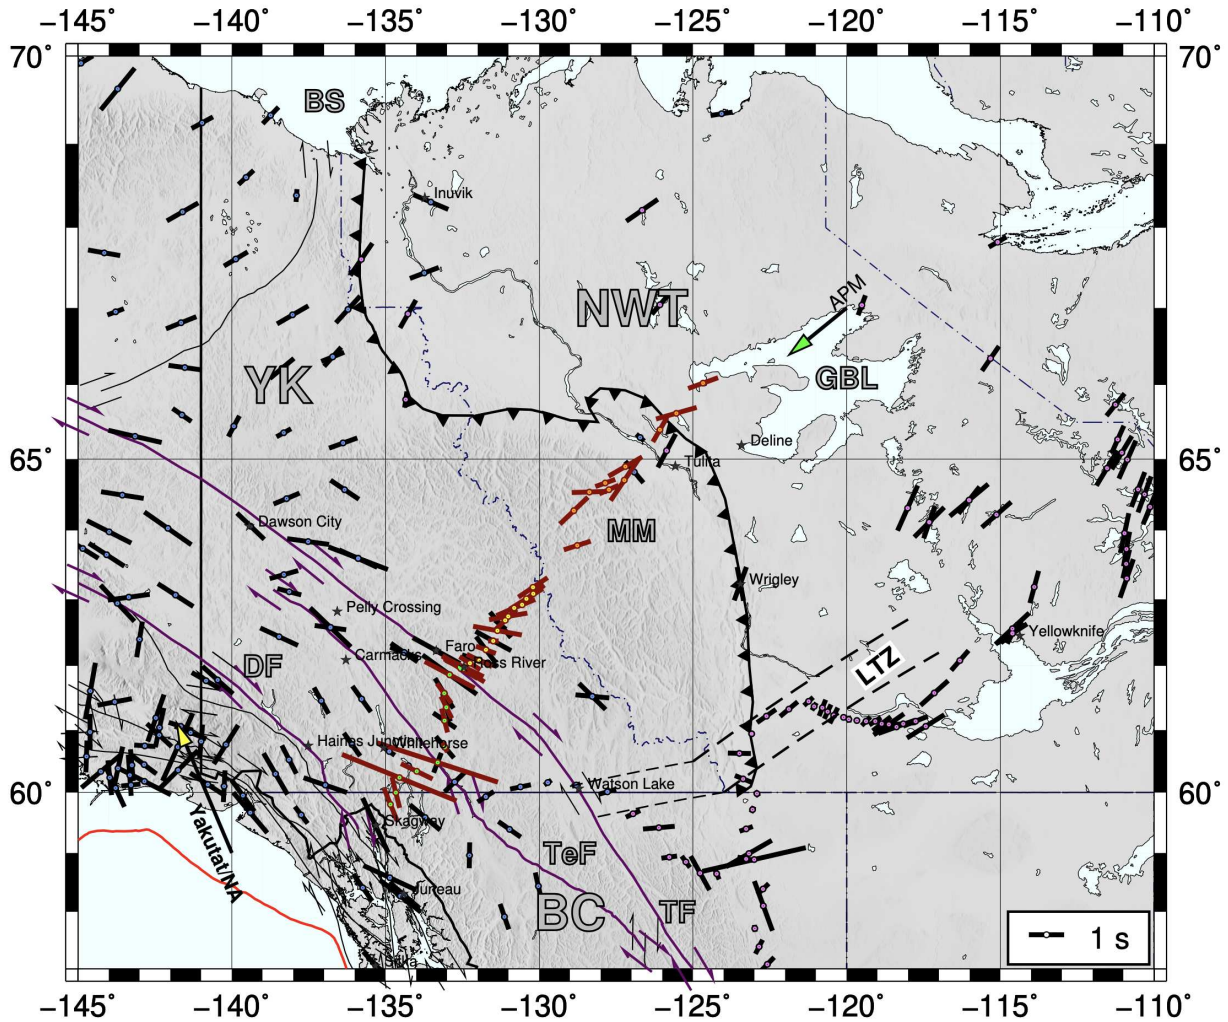 −145˚ −140˚ −135˚ −130˚ −125˚ −120˚ −115˚ −110˚
70˚ 70˚
BS
Inuvik
NWT
APM
YK
GBL
Deline
65˚ 65˚
Tulita
MM
Dawson City
Wrigley
Pelly Crossing
Yellowknife
Faro
Carmacks
Ross River
LTZ
DF
Haines Junction
Whitehorse
Watson Lake
60˚ 60˚
Skagway
Yakutat/NA
TeF
Juneau
BC
TF
1 s
Sitka
−145˚ −140˚ −135˚ −130˚ −125˚ −120˚ −115˚ −110˚